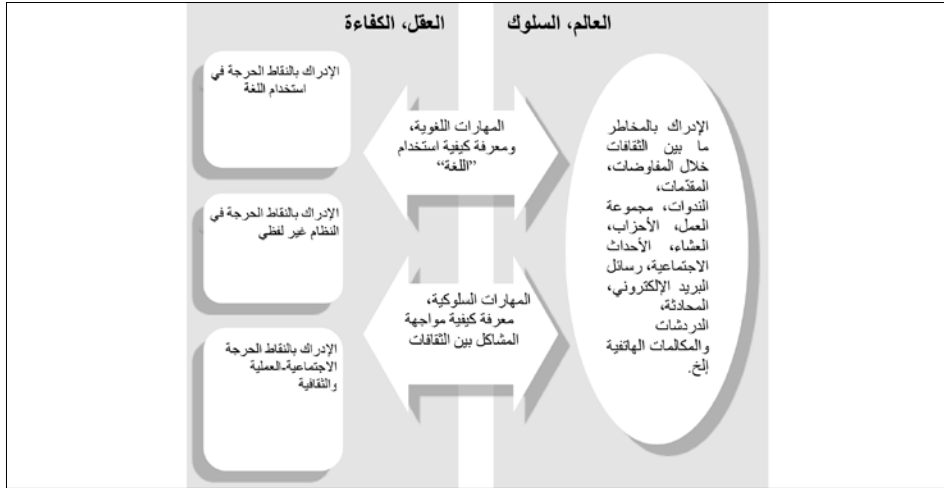 العالم، السلوك
العقل، الكفاءة
الإدراك بالمخاطر
ما بين الثقافات
خلال المفاوضات،
المقدّمات،
الندوات، مجموعة
العمل، الأحزاب،
العشاء، الأحداث
الاجتماعية، رسائل
البريد الإلكتروني،
المحادثة،
الدردشات
والمكالمات الهاتفية
إلخ.
المهارات اللغوية،
ومعرفة كيفية استخدام
”اللغة“
المهارات السلوكية،
معرفة كيفية مواجهة
المشاكل بين الثقافات
الإدراك بالنقاط الحرجة في
استخدام اللغة
الإدراك بالنقاط الحرجة في
النظام غير لفظي
الإدراك بالنقاط الحرجة
الاجتماعية-العملية
والثقافية